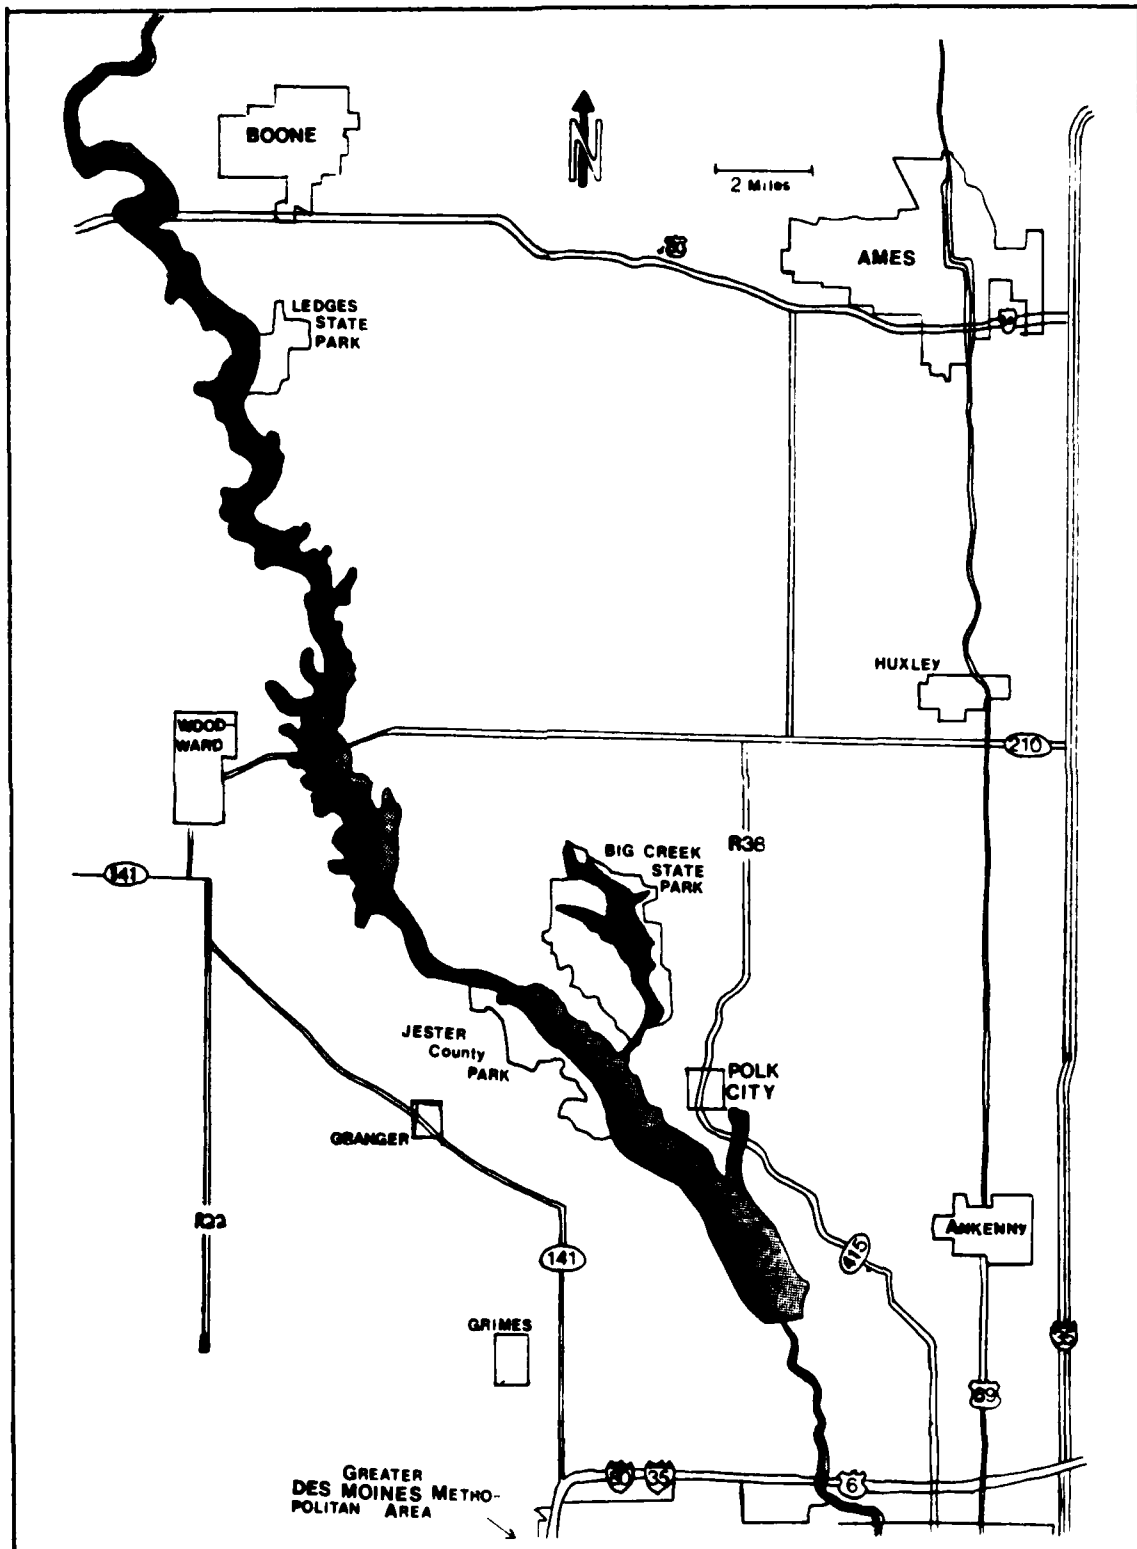 BOONE
N
2 Miles
AMES
LEDGES
STATE
PARK
HUXLEY
WOOD-
WARD
210
R38
141
BIG CREEK
STATE
PARK
JESTER
County
PARK
POLK
CITY
GRANGER
R22
ANKENNY
415
141
GRIMES
35
69
GREATER
DES MOINES METRO-
POLITAN AREA
80
35
6